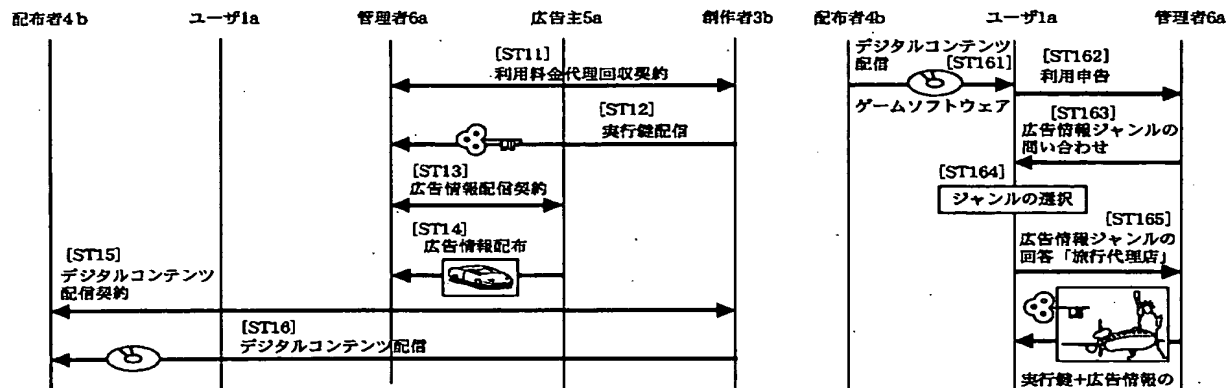 配布者4b
ユーザ1a
管理者6a
広告主5a
創作者3b
[ST11]
利用料金代理回収契約
[ST12]
実行鍵配信
[ST13]
広告情報配信契約
[ST14]
広告情報配布
[ST15]
デジタルコンテンツ
配信契約
[ST16]
デジタルコンテンツ配信
配布者4b
ユーザ1a
管理者6a
デジタルコンテンツ
配信
[ST161]
ゲームソフトウェア
[ST162]
利用申告
[ST163]
広告情報ジャンルの
問い合わせ
[ST164]
ジャンルの選択
[ST165]
広告情報ジャンルの
回答「旅行代理店」
実行鍵+広告情報の